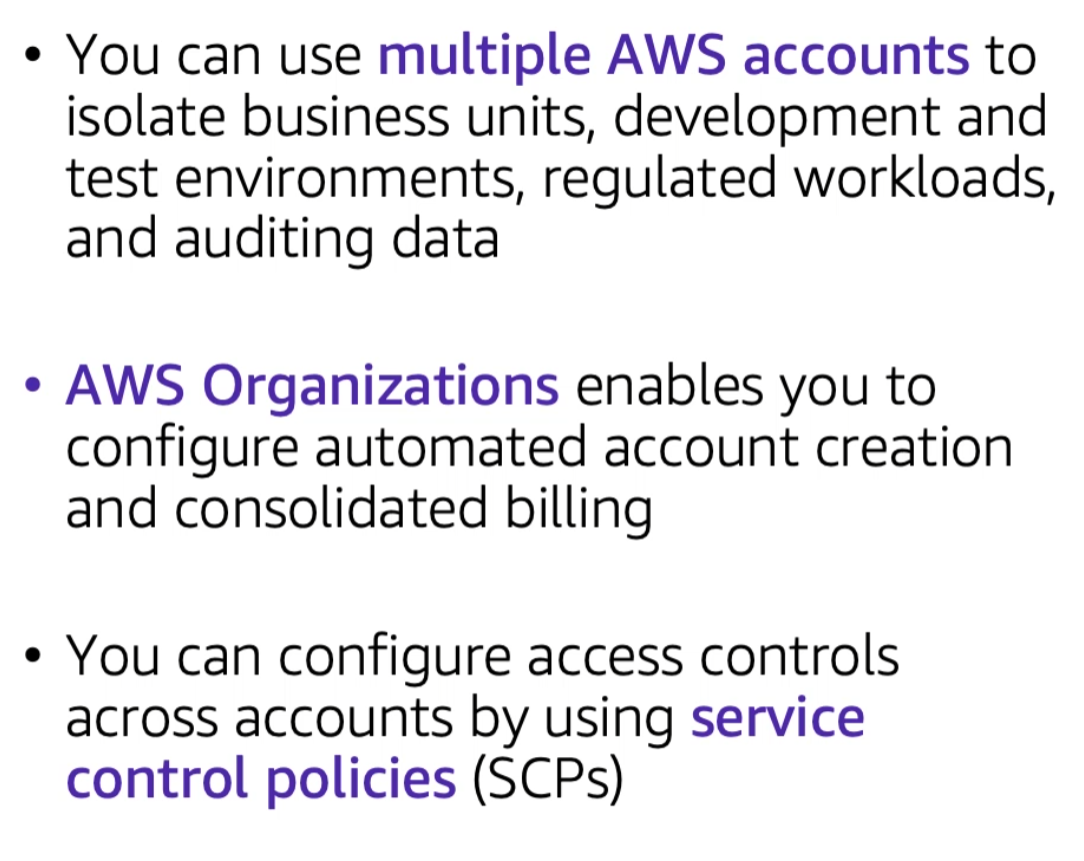 • You can use multiple AWS accounts to
isolate business units, development and
test environments, regulated workloads,
and auditing data
• AWS Organizations enables you to
configure automated account creation
and consolidated billing
• You can configure access controls
across accounts by using service
control policies (SCPs)